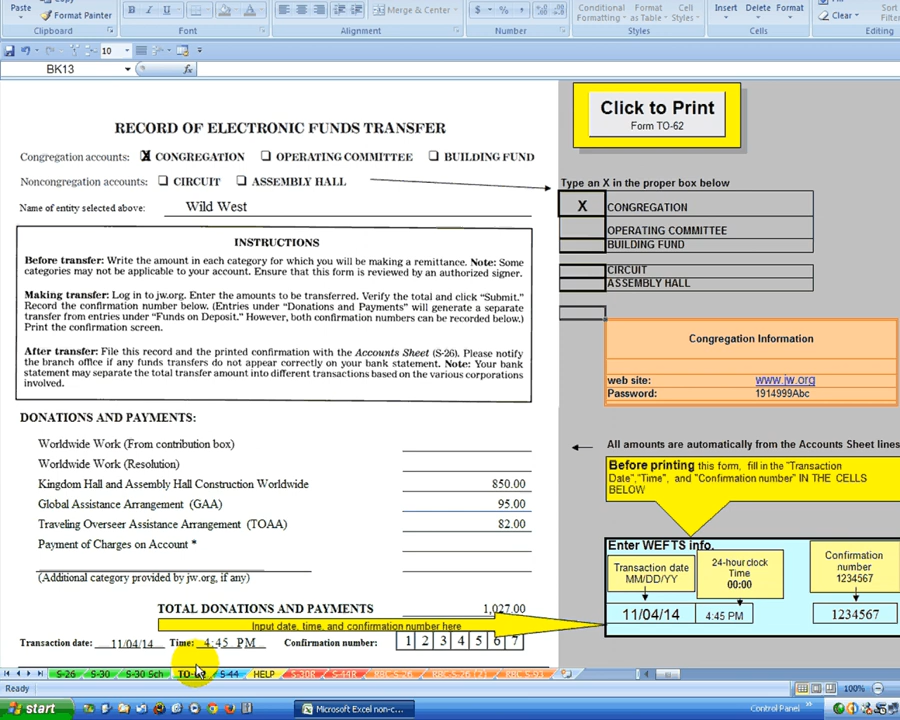 Paste
Format Painter
Clipboard
B I U
Font
Alignment
Merge & Center
$ % ,
Number
Conditional Formatting
Format as Table
Cell Styles
Styles
Insert Delete Format
Cells
Clear
Sort
Filter
Editing
10
BK13
fx
RECORD OF ELECTRONIC FUNDS TRANSFER
Congregation accounts: X CONGREGATION OPERATING COMMITTEE BUILDING FUND
Noncongregation accounts: CIRCUIT ASSEMBLY HALL
Name of entity selected above: Wild West
INSTRUCTIONS
Before transfer: Write the amount in each category for which you will be making a remittance. Note: Some
categories may not be applicable to your account. Ensure that this form is reviewed by an authorized signer.
Making transfer: Log in to jw.org. Enter the amounts to be transferred. Verify the total and click “Submit.”
Record the confirmation number below. (Entries under “Donations and Payments” will generate a separate
transfer from entries under “Funds on Deposit.” However, both confirmation numbers can be recorded below.)
Print the confirmation screen.
After transfer: File this record and the printed confirmation with the Accounts Sheet (S-26). Please notify
the branch office if any funds transfers do not appear correctly on your bank statement. Note: Your bank
statement may separate the total transfer amount into different transactions based on the various corporations
involved.
DONATIONS AND PAYMENTS:
Worldwide Work (From contribution box)
Worldwide Work (Resolution)
Kingdom Hall and Assembly Hall Construction Worldwide 850.00
Global Assistance Arrangement (GAA) 95.00
Traveling Overseer Assistance Arrangement (TOAA) 82.00
Payment of Charges on Account *
(Additional category provided by jw.org, if any)
TOTAL DONATIONS AND PAYMENTS 1,027.00
Input date, time, and confirmation number here
Transaction date: 11/04/14 Time: 4:45 PM Confirmation number: 1 2 3 4 5 6 7
Click to Print
Form TO-62
Type an X in the proper box below
X CONGREGATION
OPERATING COMMITTEE
BUILDING FUND
CIRCUIT
ASSEMBLY HALL
Congregation Information
web site: www.jw.org
Password: 1914999Abc
All amounts are automatically from the Accounts Sheet lines
Before printing this form, fill in the "Transaction
Date","Time", and "Confirmation number" IN THE CELLS
BELOW
Enter WEFTS info.
Transaction date
MM/DD/YY
24-hour clock
Time
00:00
Confirmation
number
1234567
11/04/14 4:45 PM 1234567
S-26 S-30 S-30 Sch S-44 HELP S-30R S-44R
Ready
100%
start
Microsoft Excel non-c...
Control Panel